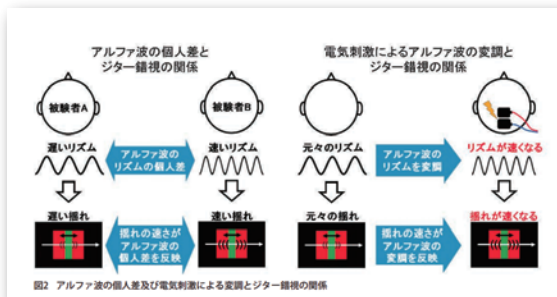 アルファ波の個人差と
ジター錯視の関係
被験者A
被験者B
遅いリズム
アルファ波の
リズムの個人差
速いリズム
遅い揺れ
揺れの速さが
アルファ波の
個人差を反映
速い揺れ
電気刺激によるアルファ波の変調と
ジター錯視の関係
元々のリズム
アルファ波の
リズムを変調
リズムが速くなる
元々の揺れ
揺れの速さが
アルファ波の
変調を反映
揺れが速くなる
図2 アルファ波の個人差及び電気刺激による変調とジター錯視の関係